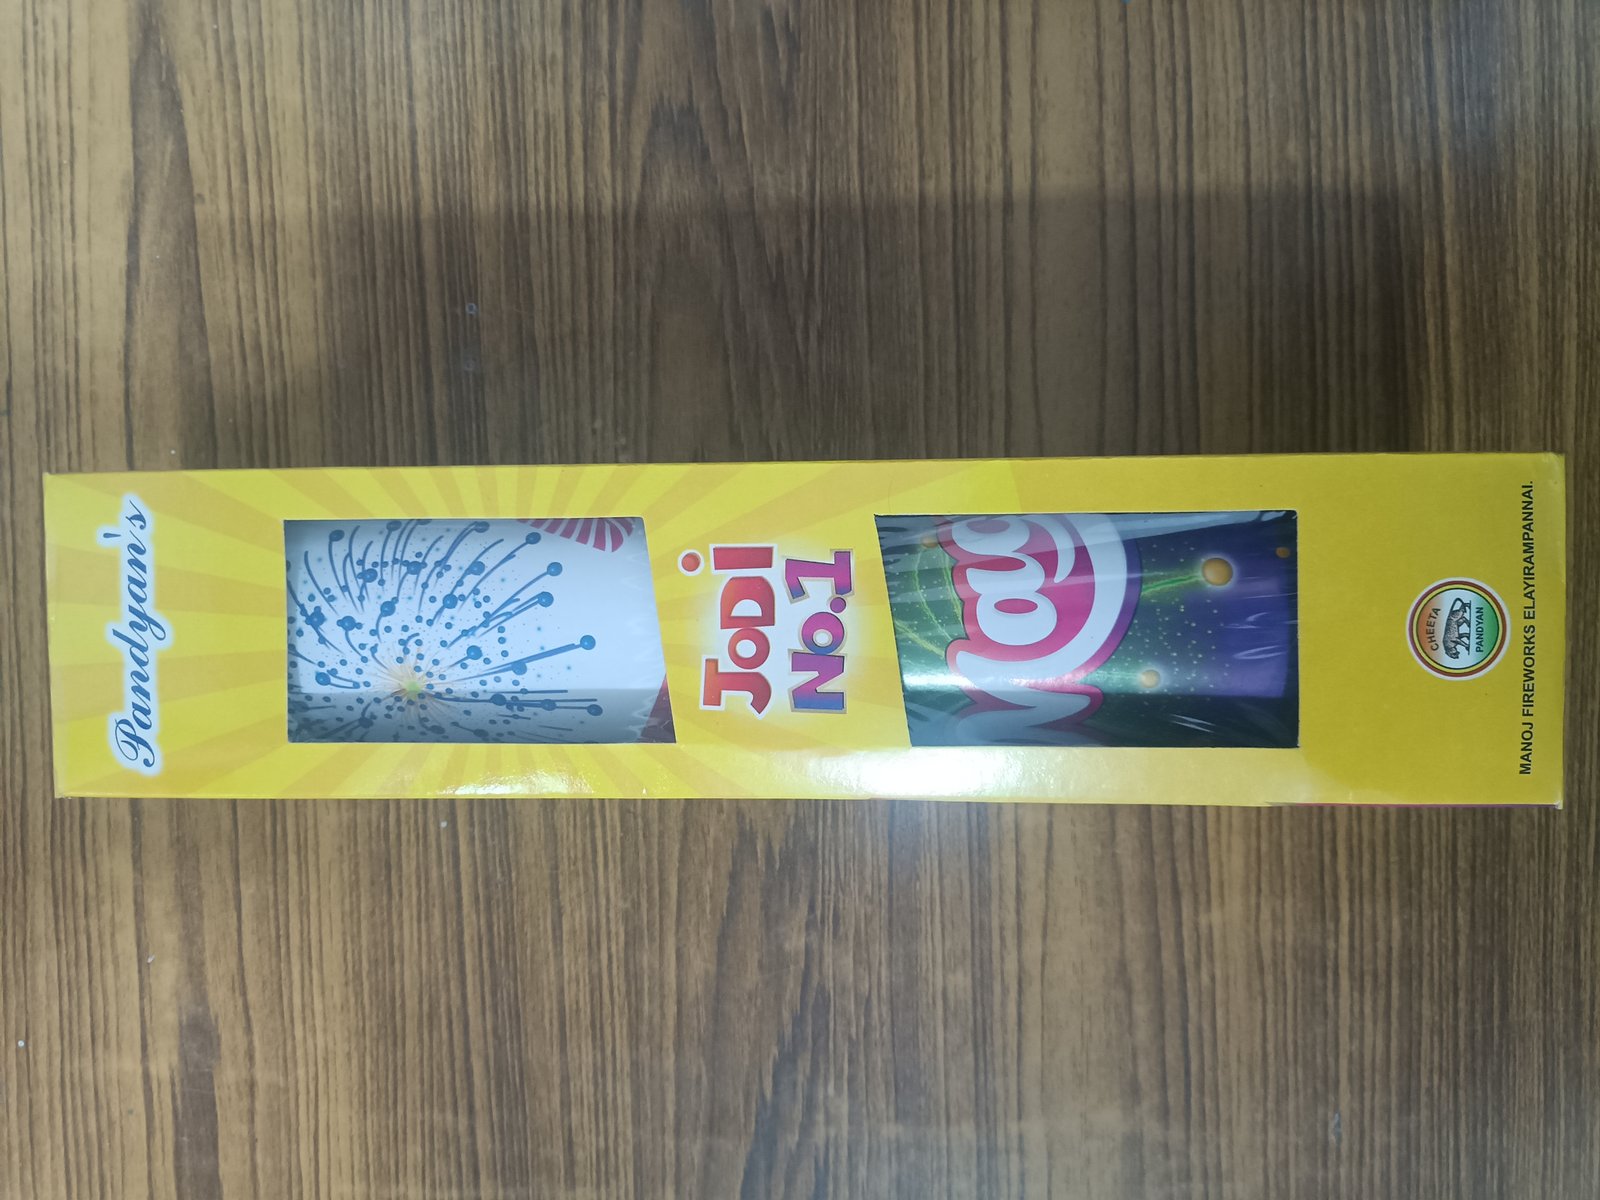 Pandyan's
JODI
No.1
CHEETA
PANDYAN
MANOJ FIREWORKS ELAYIRAMPANNAI.